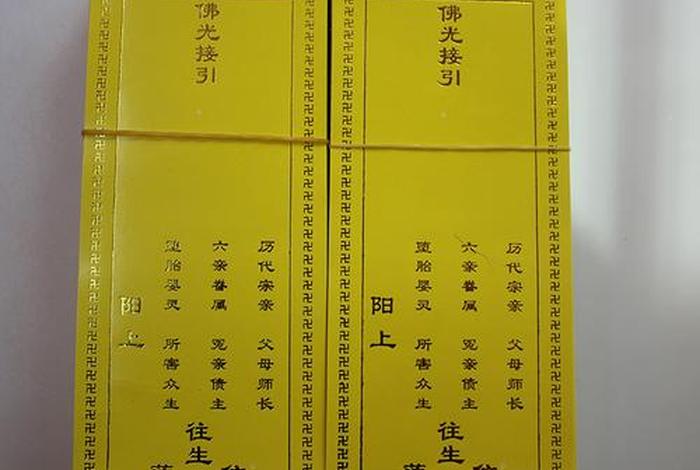 佛光接引
历代宗亲 父母师长
六亲眷属 冤亲债主
堕胎婴灵 所害众生
阳上
往生
佛光接引
历代宗亲 父母师长
六亲眷属 冤亲债主
堕胎婴灵 所害众生
阳上
往生